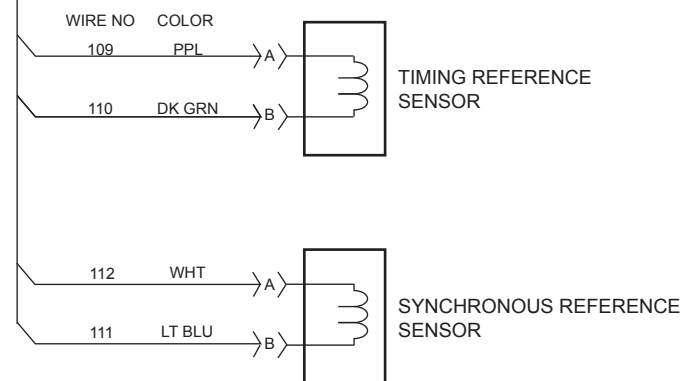 WIRE NO COLOR
109 PPL A
TIMING REFERENCE
SENSOR
110 DK GRN B
112 WHT A
SYNCHRONOUS REFERENCE
SENSOR
111 LT BLU B